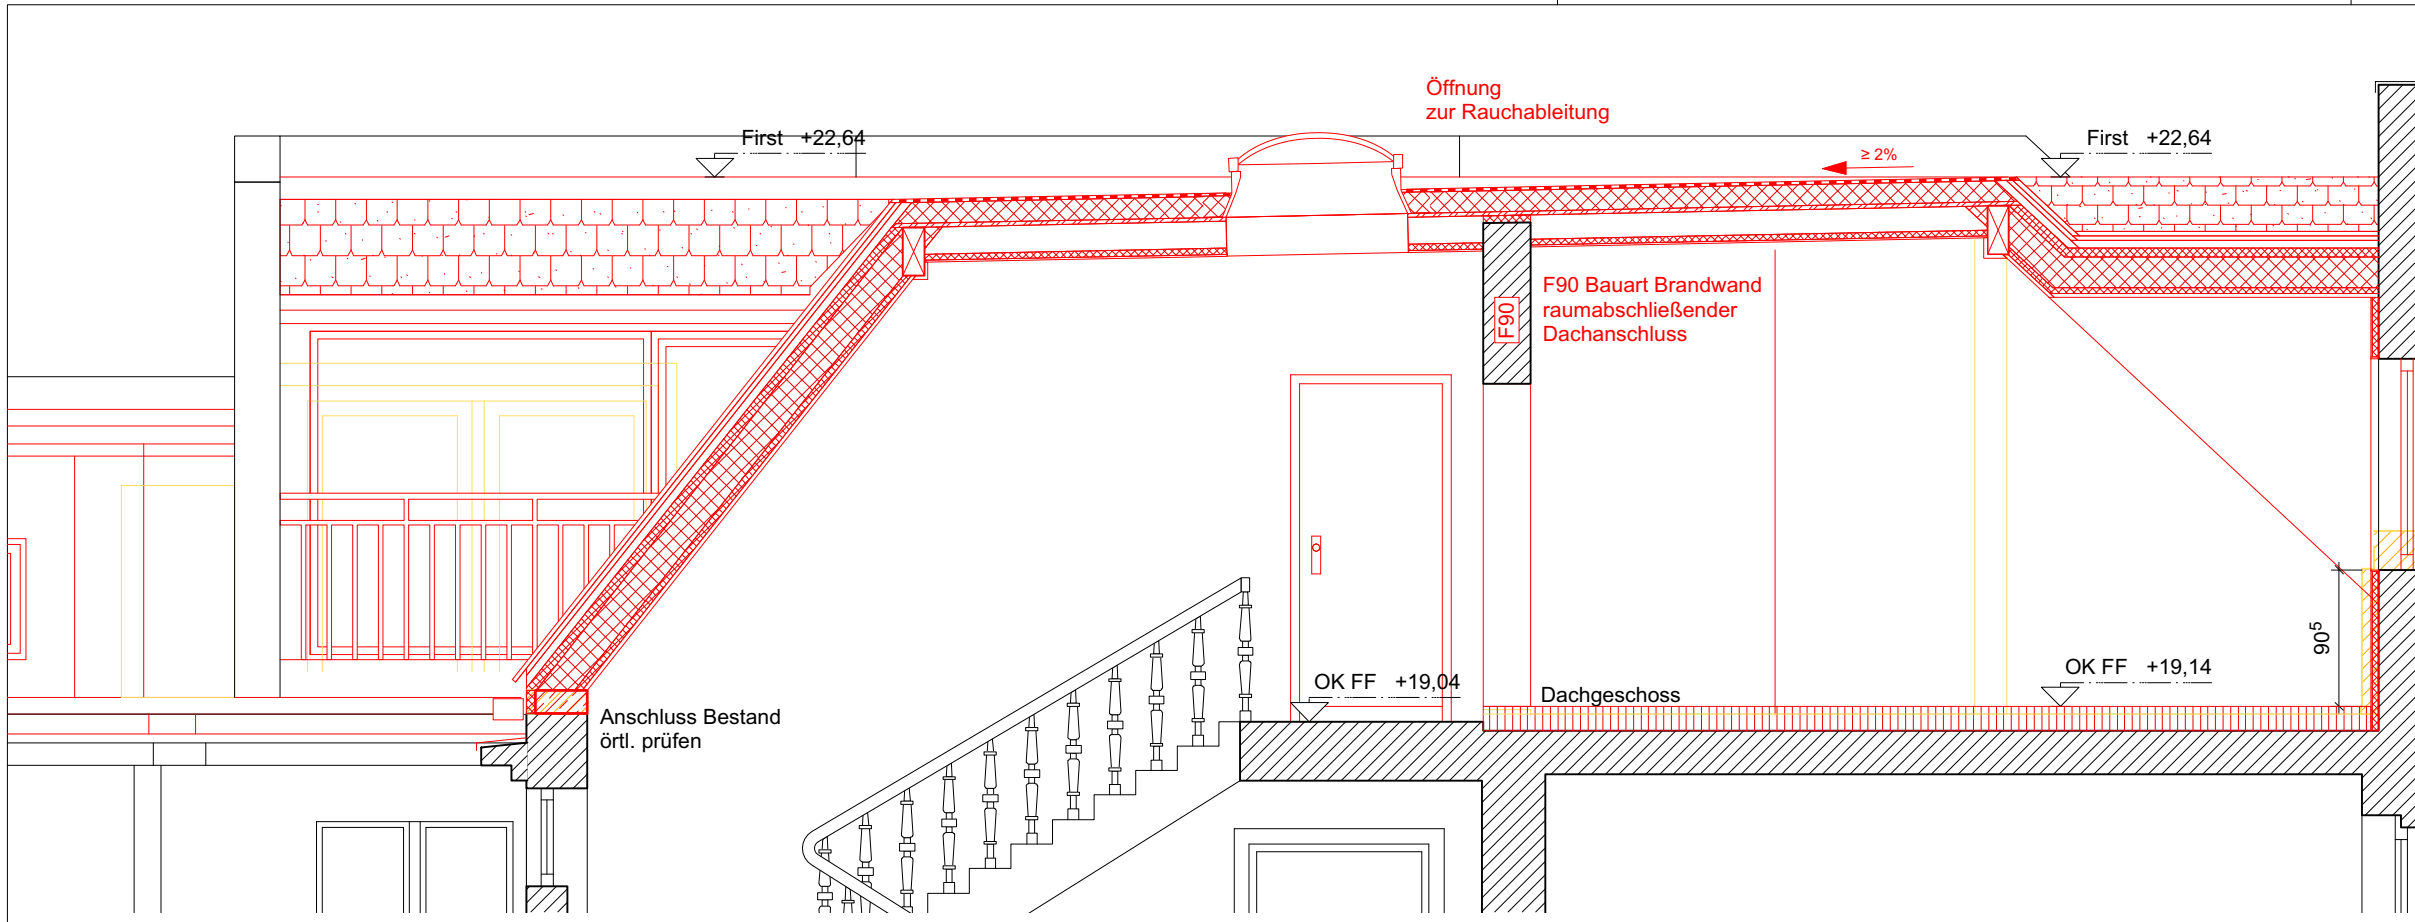 Öffnung
zur Rauchableitung
First +22,64
First +22,64
≥ 2%
F90 Bauart Brandwand
raumabschließender
Dachanschluss
F90
90⁵
OK FF +19,04
OK FF +19,14
Dachgeschoss
Anschluss Bestand
örtl. prüfen